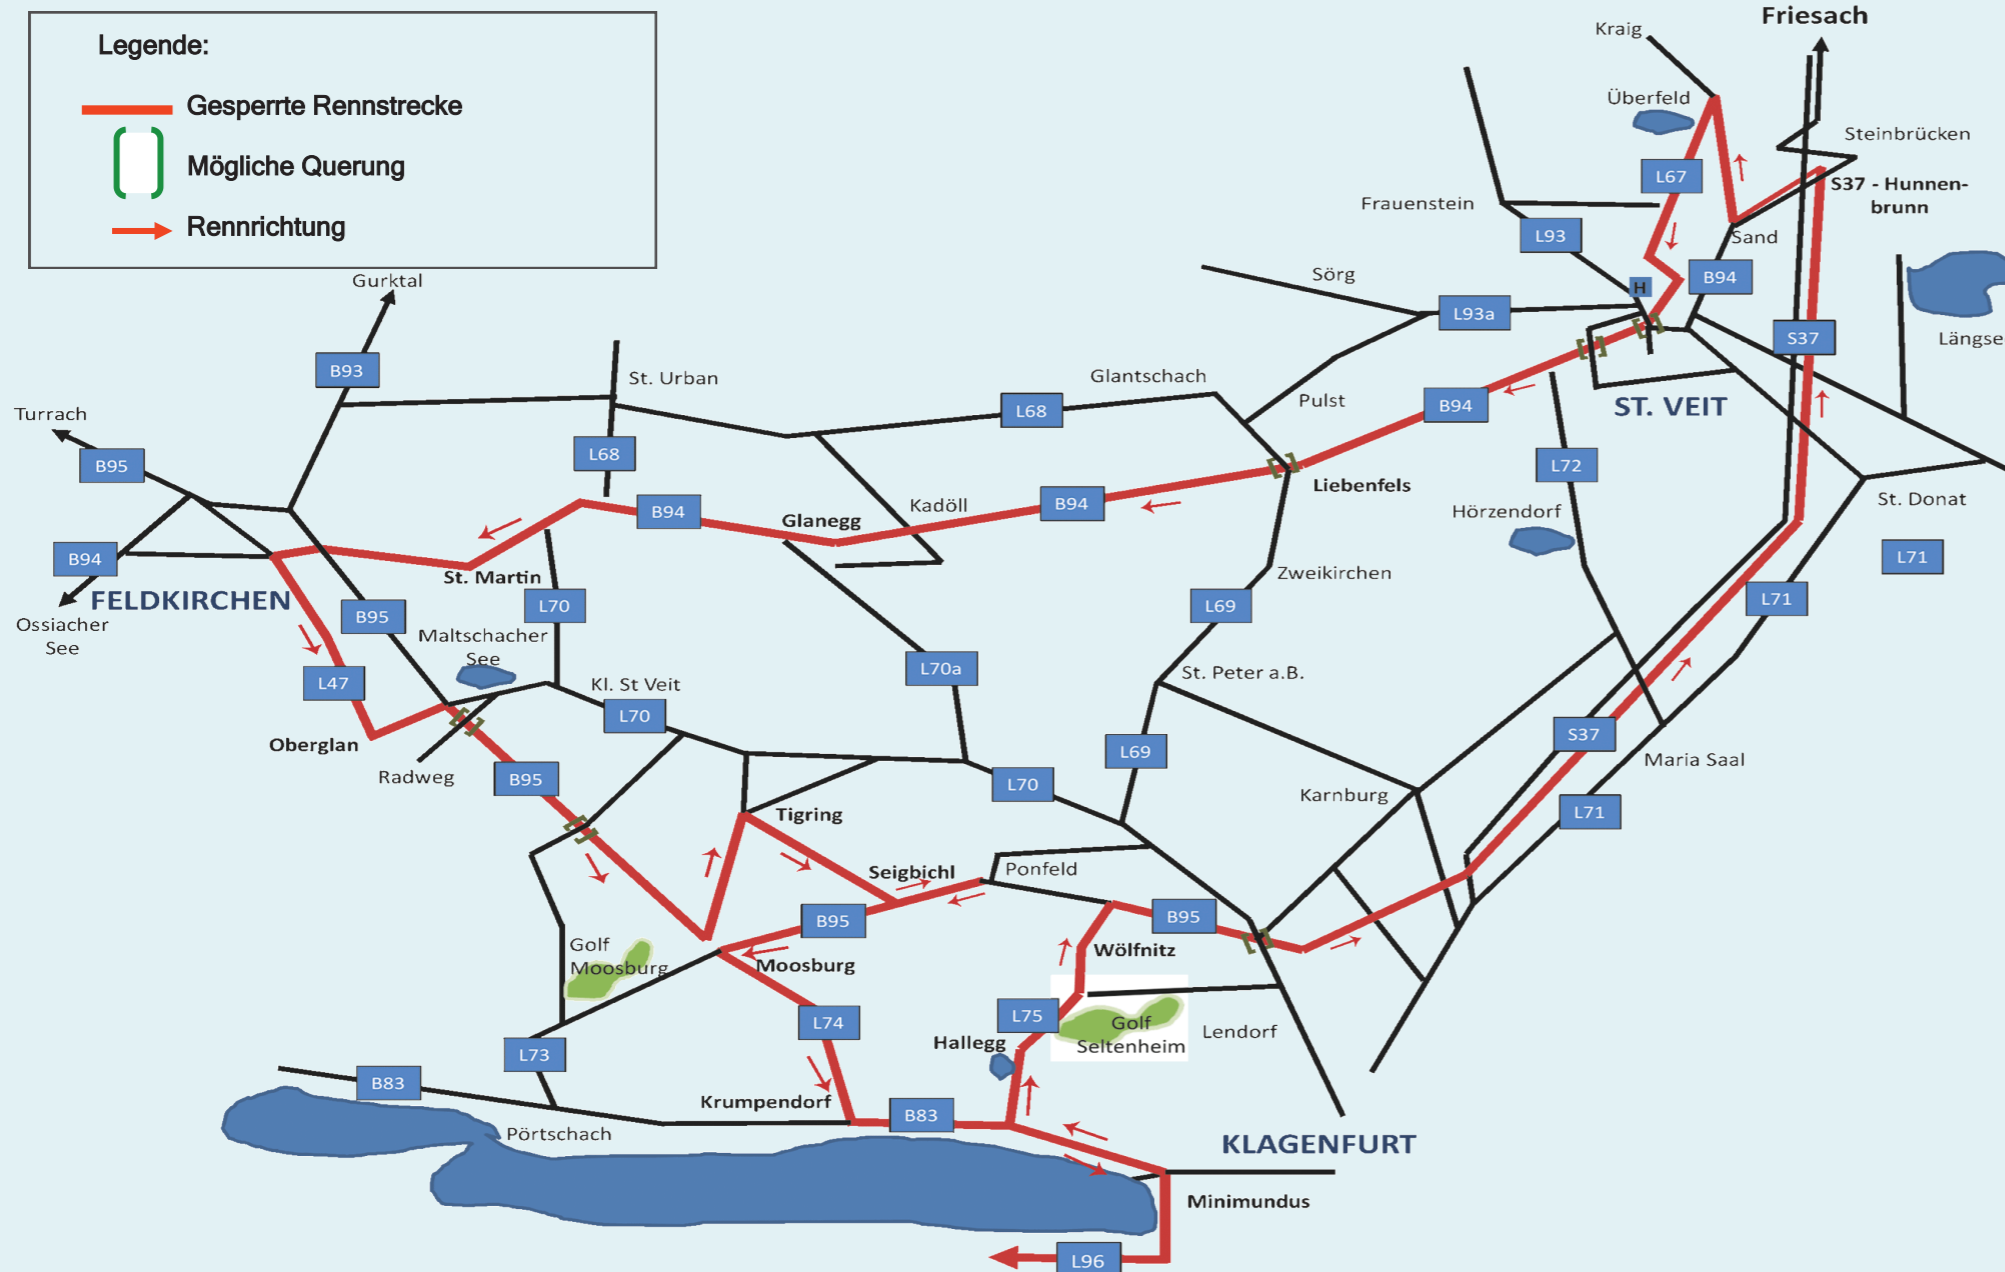 Legende:
Gesperrte Rennstrecke
Mögliche Querung
Rennrichtung
Friesach
Kraig
Überfeld
Steinbrücken
L67
S37 - Hunnen-
brunn
Frauenstein
L93
Sand
Sörg
H
B94
Gurktal
L93a
S37
Längse
B93
St. Urban
Glantschach
Pulst
B94
ST. VEIT
Turrach
L68
B95
L68
L72
Liebenfels
St. Donat
B94
Kadöll
B94
Glanegg
Hörzendorf
B94
L71
St. Martin
Zweikirchen
FELDKIRCHEN
L70
L69
L71
Ossiacher
See
B95
Maltschacher
See
L70a
St. Peter a.B.
L47
Kl. St Veit
L70
S37
Oberglan
L69
Maria Saal
Radweg
B95
L70
Karnburg
L71
Tigring
Seigbichl
Ponfeld
B95
B95
Golf
Moosburg
Moosburg
Wölfnitz
L74
L75
Golf
Seltenheim
Lendorf
Hallegg
L73
B83
Krumpendorf
B83
Pörtschach
KLAGENFURT
Minimundus
L96